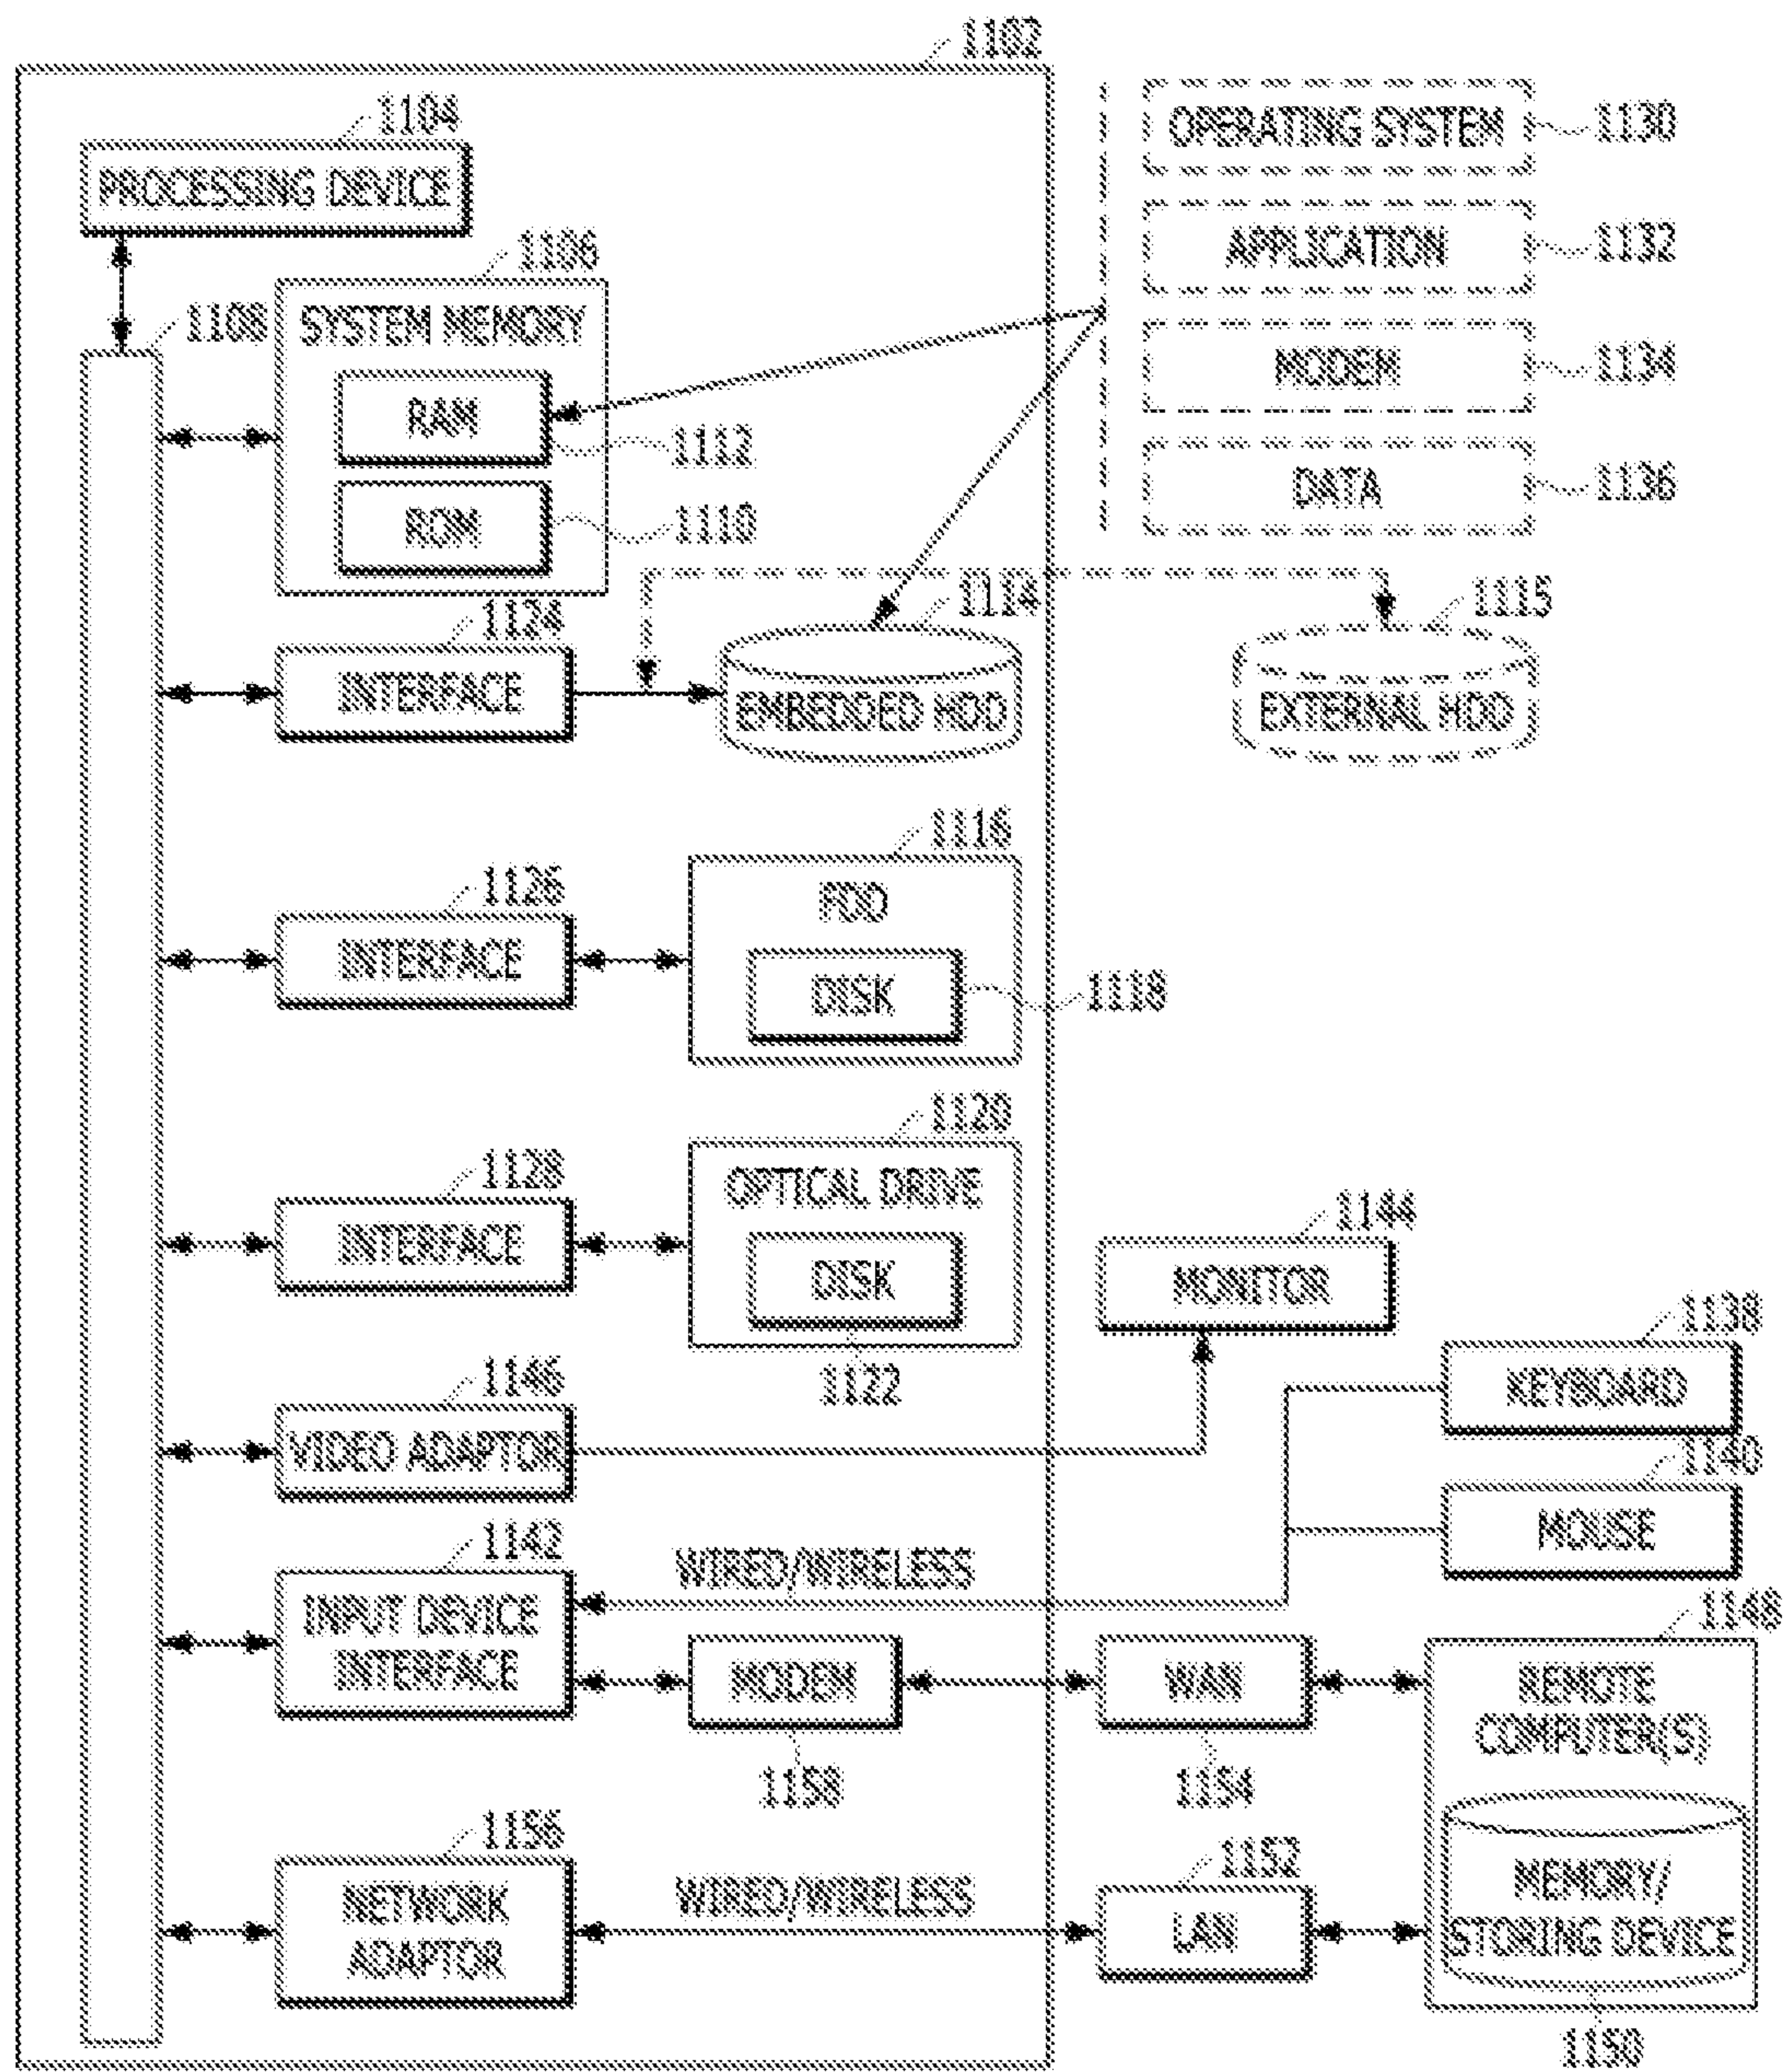 1102
1104
PROCESSING DEVICE
1106
1108
SYSTEM MEMORY
RAM
1112
ROM
1110
OPERATING SYSTEM
1130
APPLICATION
1132
MODEM
1134
DATA
1136
1124
INTERFACE
1114
EMBEDDED HDD
1115
EXTERNAL HDD
1126
INTERFACE
1116
FDD
DISK
1118
1128
INTERFACE
1120
OPTICAL DRIVE
DISK
1122
1144
MONITOR
1138
KEYBOARD
1146
VIDEO ADAPTOR
1140
MOUSE
1142
INPUT DEVICE
INTERFACE
WIRED/WIRELESS
MODEM
1158
WAN
1154
1148
REMOTE
COMPUTER(S)
MEMORY/
STORING DEVICE
1150
1156
NETWORK
ADAPTOR
WIRED/WIRELESS
1152
LAN